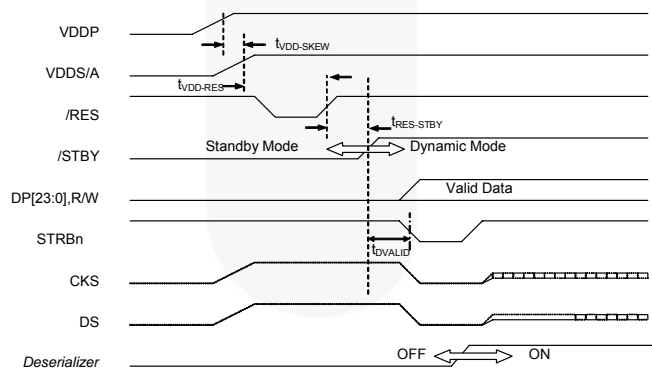 VDDP
tVDD-SKEW
VDDS/A
tVDD-RES
/RES
tRES-STBY
Standby Mode
Dynamic Mode
/STBY
Valid Data
DP[23:0],R/W
STRBn
tDVALID
CKS
DS
OFF
ON
Deserializer